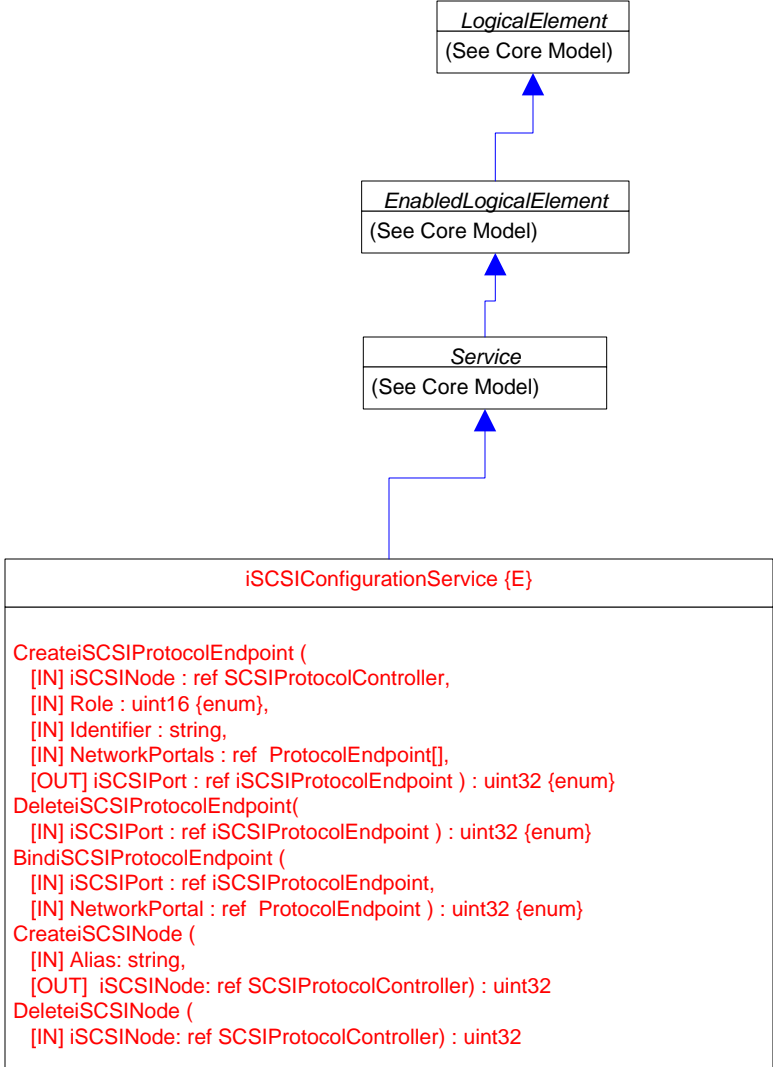 LogicalElement
(See Core Model)
EnabledLogicalElement
(See Core Model)
Service
(See Core Model)
iSCSIConfigurationService {E}
CreateiSCSIProtocolEndpoint (
[IN] iSCSINode : ref SCSIProtocolController,
[IN] Role : uint16 {enum},
[IN] Identifier : string,
[IN] NetworkPortals : ref  ProtocolEndpoint[],
[OUT] iSCSIPort : ref iSCSIProtocolEndpoint ) : uint32 {enum}
DeleteiSCSIProtocolEndpoint(
[IN] iSCSIPort : ref iSCSIProtocolEndpoint ) : uint32 {enum}
BindiSCSIProtocolEndpoint (
[IN] iSCSIPort : ref iSCSIProtocolEndpoint,
[IN] NetworkPortal : ref  ProtocolEndpoint ) : uint32 {enum}
CreateiSCSINode (
[IN] Alias: string,
[OUT]  iSCSINode: ref SCSIProtocolController) : uint32
DeleteiSCSINode (
[IN] iSCSINode: ref SCSIProtocolController) : uint32